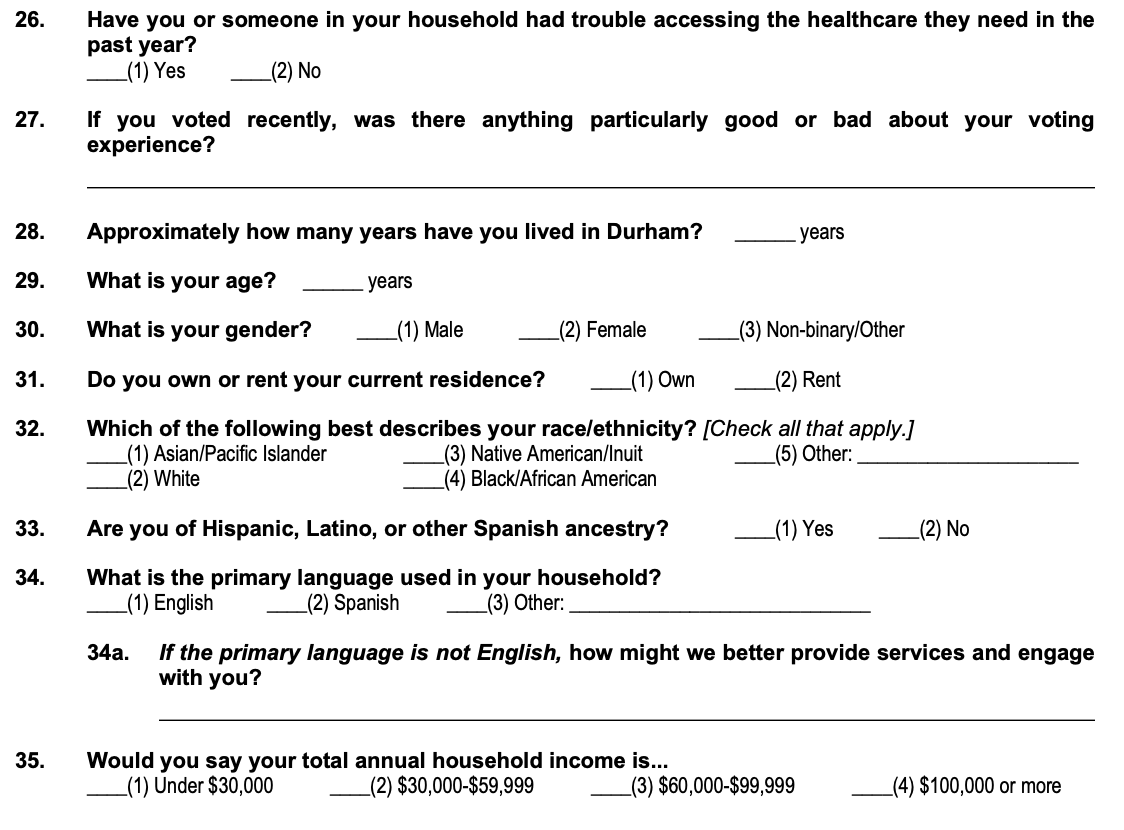 26. Have you or someone in your household had trouble accessing the healthcare they need in the
past year?
____(1) Yes ____(2) No
27. If you voted recently, was there anything particularly good or bad about your voting
experience?
28. Approximately how many years have you lived in Durham? ______ years
29. What is your age? ______ years
30. What is your gender? ____(1) Male ____(2) Female ____(3) Non-binary/Other
31. Do you own or rent your current residence? ____(1) Own ____(2) Rent
32. Which of the following best describes your race/ethnicity? [Check all that apply.]
____(1) Asian/Pacific Islander ____(3) Native American/Inuit ____(5) Other: ______________________
____(2) White ____(4) Black/African American
33. Are you of Hispanic, Latino, or other Spanish ancestry? ____(1) Yes ____(2) No
34. What is the primary language used in your household?
____(1) English ____(2) Spanish ____(3) Other: ______________________________
34a. If the primary language is not English, how might we better provide services and engage
with you?
35. Would you say your total annual household income is...
____(1) Under $30,000 ____(2) $30,000-$59,999 ____(3) $60,000-$99,999 ____(4) $100,000 or more